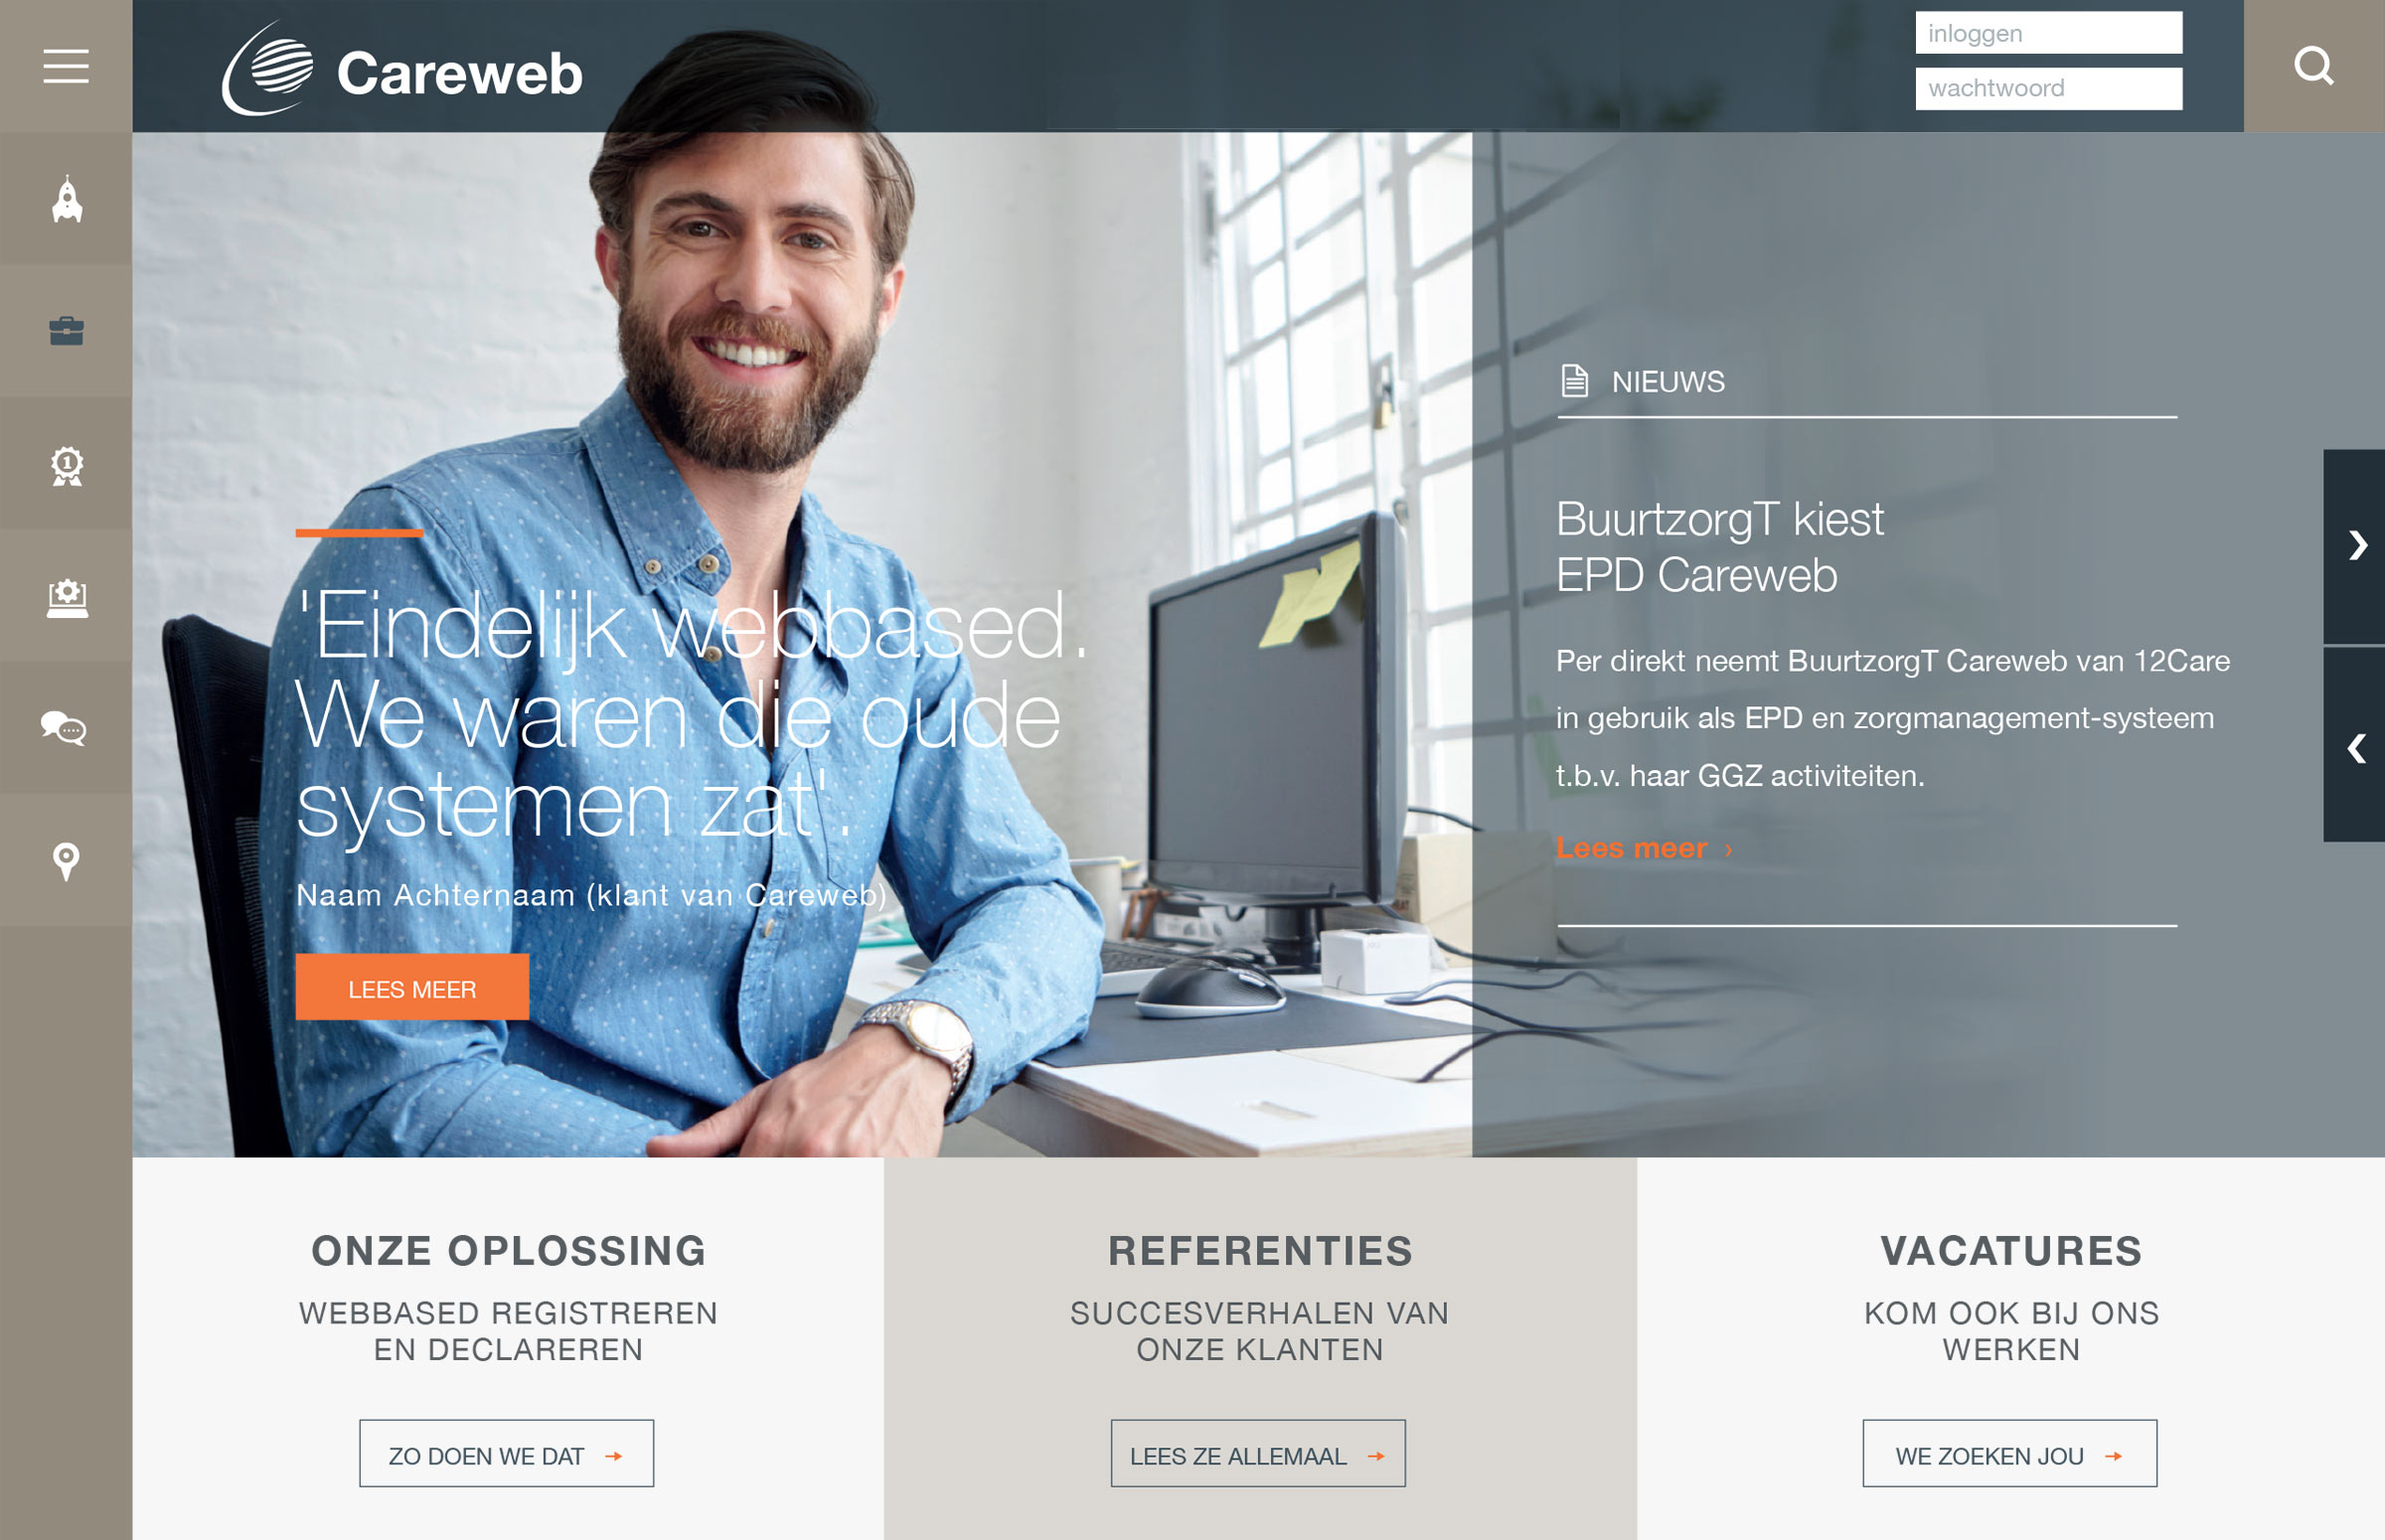 Careweb
inloggen
wachtwoord
1
NIEUWS
BuurtzorgT kiest
EPD Careweb
Per direkt neemt BuurtzorgT Careweb van 12Care
in gebruik als EPD en zorgmanagement-systeem
t.b.v. haar GGZ activiteiten.
Lees meer ›
'Eindelijk webbased.
We waren die oude
systemen zat'.
Naam Achternaam (klant van Careweb)
LEES MEER
ONZE OPLOSSING
WEBBASED REGISTREREN
EN DECLAREREN
ZO DOEN WE DAT
REFERENTIES
SUCCESVERHALEN VAN
ONZE KLANTEN
LEES ZE ALLEMAAL
VACATURES
KOM OOK BIJ ONS
WERKEN
WE ZOEKEN JOU